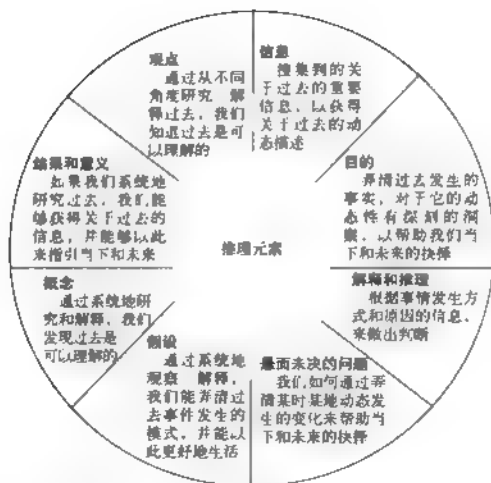 观点
通过从不同
角度研究 解
释过去，我们
知道过去是可
以理解的
信息
搜集到的关
于过去的重要
信息，以获得
关于过去的动
态描述
目的
弄清过去发生的
事实，对于它的动
态性有深刻的洞
察，以帮助我们当
下和未来的抉择
解释和推理
根据事情发生方
式和原因的信息，
来做出判断
悬而未决的问题
我们如何通过弄
清某时某地动态发
生的变化来帮助当
下和未来的抉择
假设
通过系统地
观察 解释，
我们能弄清过
去事件发生的
模式，并能以
此更好地生活
概念
通过系统地研
究和解释，我们
发现过去是
可以理解的
结果和意义
如果我们系统地
研究过去，我们能
够获得关于过去的
信息，并能够以此
来指引当下和未来
推理元素